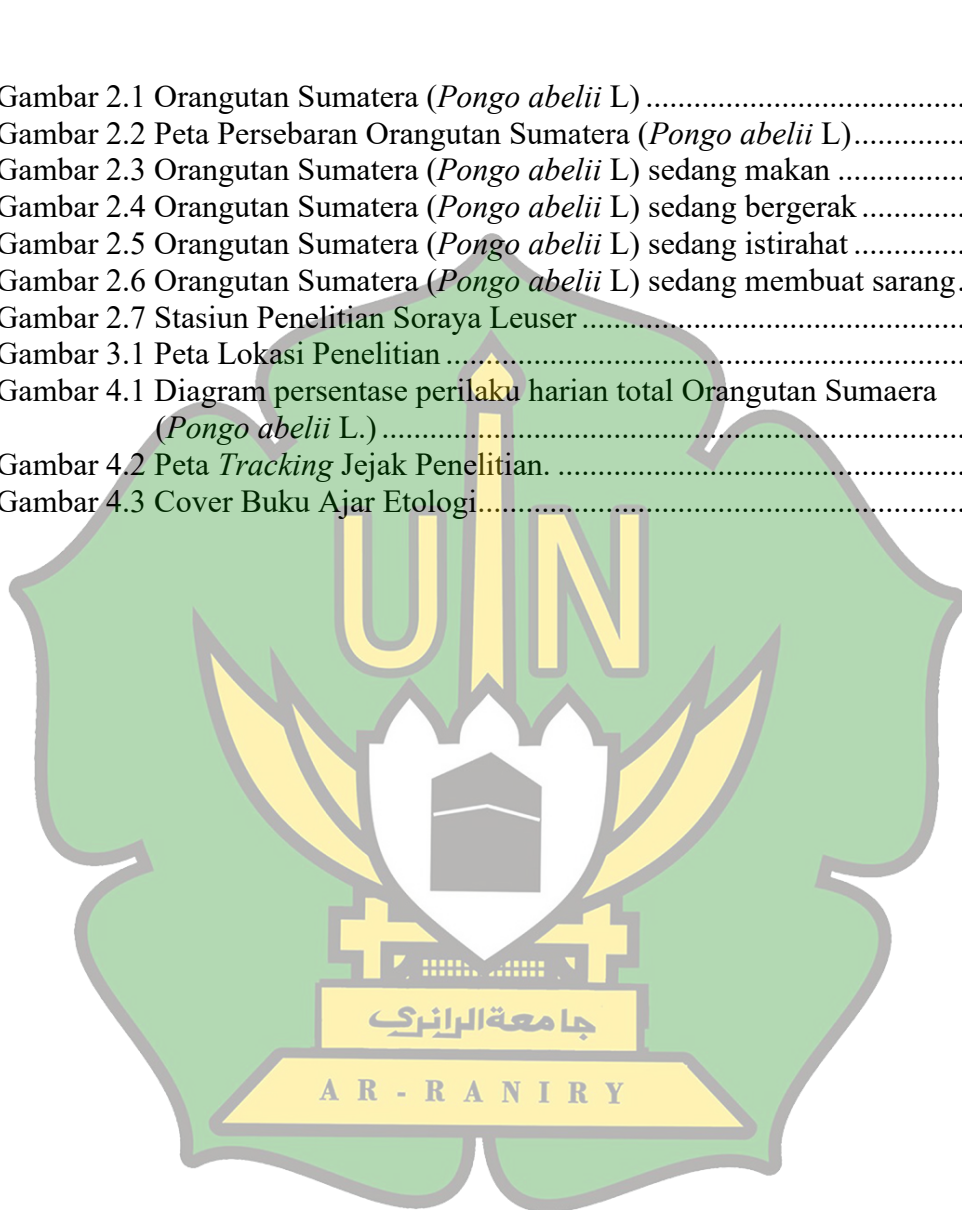 Gambar 2.1 Orangutan Sumatera (Pongo abelii L) ....................................
Gambar 2.2 Peta Persebaran Orangutan Sumatera (Pongo abelii L)..............
Gambar 2.3 Orangutan Sumatera (Pongo abelii L) sedang makan ................
Gambar 2.4 Orangutan Sumatera (Pongo abelii L) sedang bergerak .............
Gambar 2.5 Orangutan Sumatera (Pongo abelii L) sedang istirahat ..............
Gambar 2.6 Orangutan Sumatera (Pongo abelii L) sedang membuat sarang.
Gambar 2.7 Stasiun Penelitian Soraya Leuser ............................................
Gambar 3.1 Peta Lokasi Penelitian ............................................................
Gambar 4.1 Diagram persentase perilaku harian total Orangutan Sumaera
(Pongo abelii L.) ....................................................................
Gambar 4.2 Peta Tracking Jejak Penelitian. ...............................................
Gambar 4.3 Cover Buku Ajar Etologi.........................................................
UIN
جامعة الرانري
AR-RANIRY